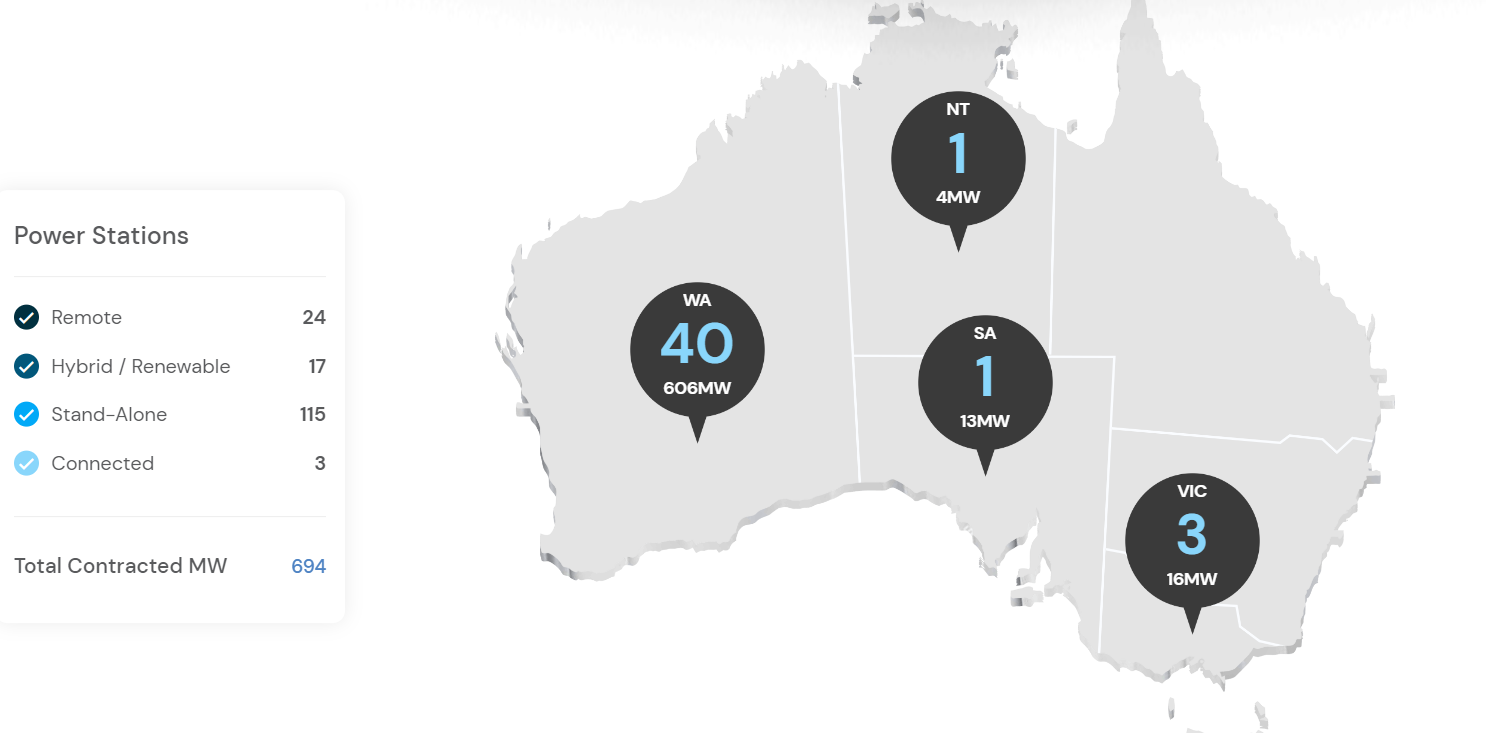 Power Stations
Remote 24
Hybrid / Renewable 17
Stand-Alone 115
Connected 3
Total Contracted MW 694
NT
1
4MW
WA
40
606MW
SA
1
13MW
VIC
3
16MW